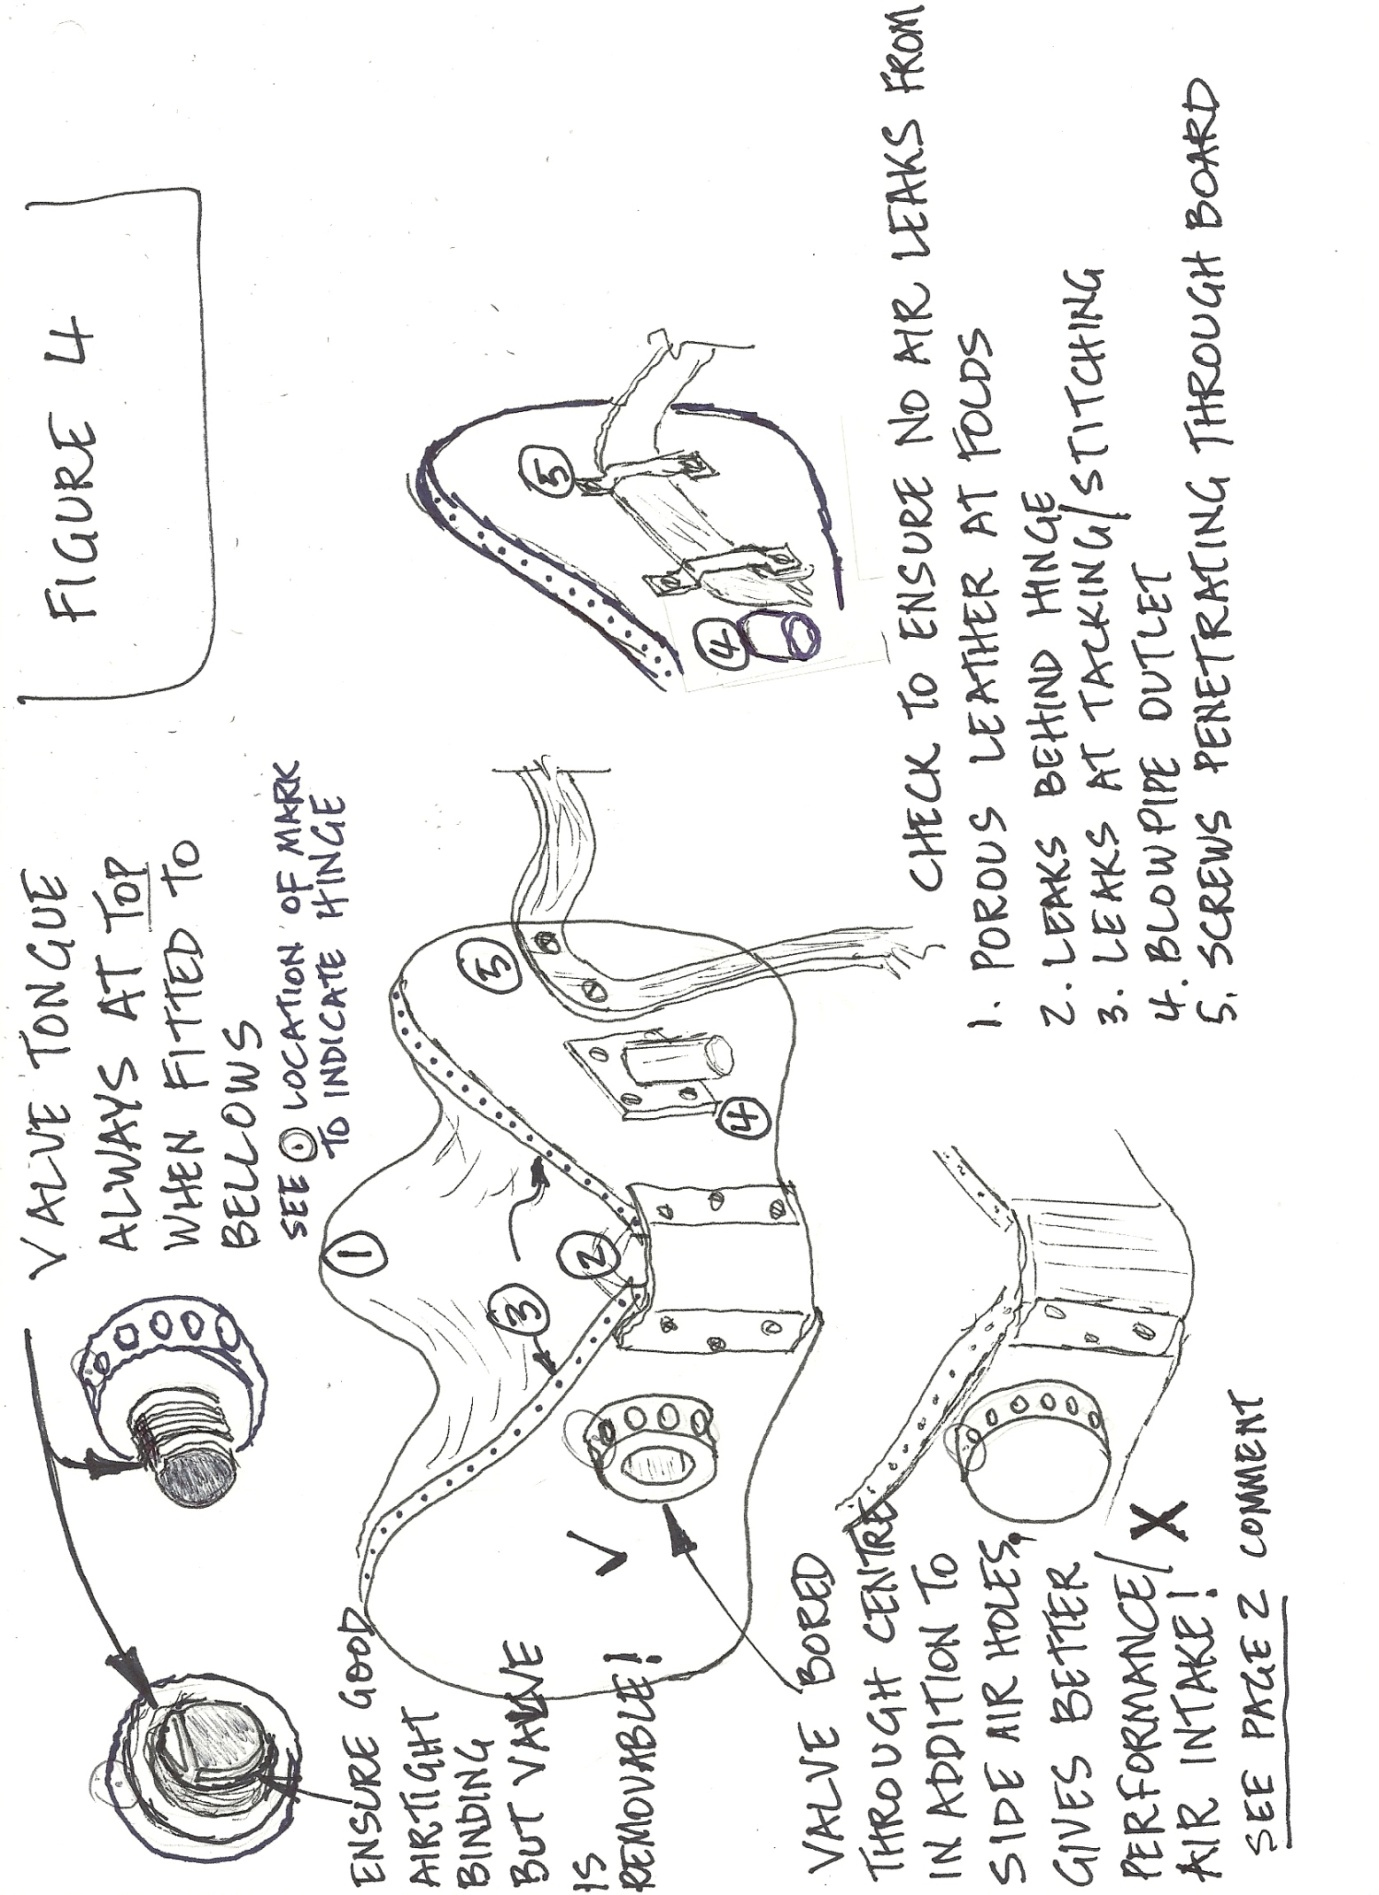 FIGURE 4
VALVE TONGUE
ALWAYS AT TOP
WHEN FITTED TO
BELLOWS
SEE ⊙ LOCATION OF MARK
TO INDICATE HINGE
ENSURE GOOD
AIRTIGHT
BINDING
BUT VALVE
IS
REMOVABLE!
1
2
3
5
4
5
4
VALVE BORED
THROUGH CENTRE
IN ADDITION TO
SIDE AIR HOLES,
GIVES BETTER
PERFORMANCE/
AIR INTAKE!
SEE PAGE 2 COMMENT
CHECK TO ENSURE NO AIR LEAKS FROM
1. POROUS LEATHER AT FOLDS
2. LEAKS BEHIND HINGE
3. LEAKS AT TACKING/STITCHING
4. BLOWPIPE OUTLET
5. SCREWS PENETRATING THROUGH BOARD